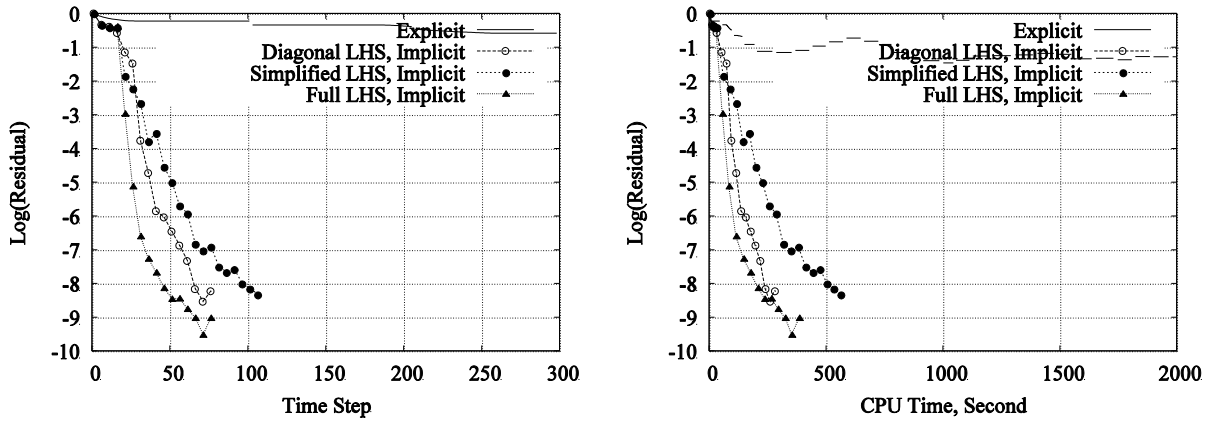 0
-1
-2
-3
-4
-5
-6
-7
-8
-9
-10
Log(Residual)
Explicit
Diagonal LHS, Implicit
Simplified LHS, Implicit
Full LHS, Implicit
0 50 100 150 200 250 300
Time Step
0
-1
-2
-3
-4
-5
-6
-7
-8
-9
-10
Log(Residual)
Explicit
Diagonal LHS, Implicit
Simplified LHS, Implicit
Full LHS, Implicit
0 500 1000 1500 2000
CPU Time, Second